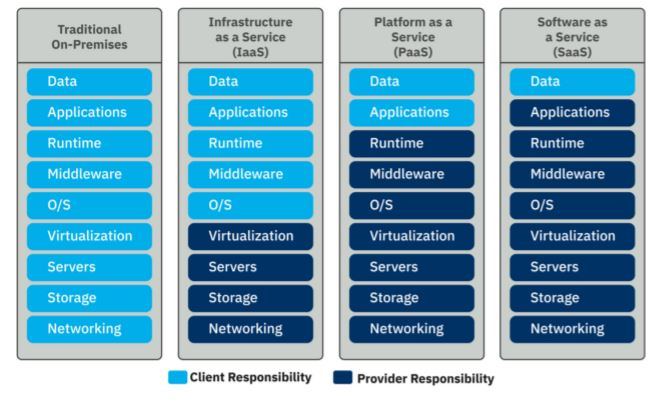 Traditional
On-Premises
Data
Applications
Runtime
Middleware
O/S
Virtualization
Servers
Storage
Networking
Infrastructure
as a Service
(IaaS)
Data
Applications
Runtime
Middleware
O/S
Virtualization
Servers
Storage
Networking
Platform as a
Service
(PaaS)
Data
Applications
Runtime
Middleware
O/S
Virtualization
Servers
Storage
Networking
Software as
a Service
(SaaS)
Data
Applications
Runtime
Middleware
O/S
Virtualization
Servers
Storage
Networking
Client Responsibility
Provider Responsibility